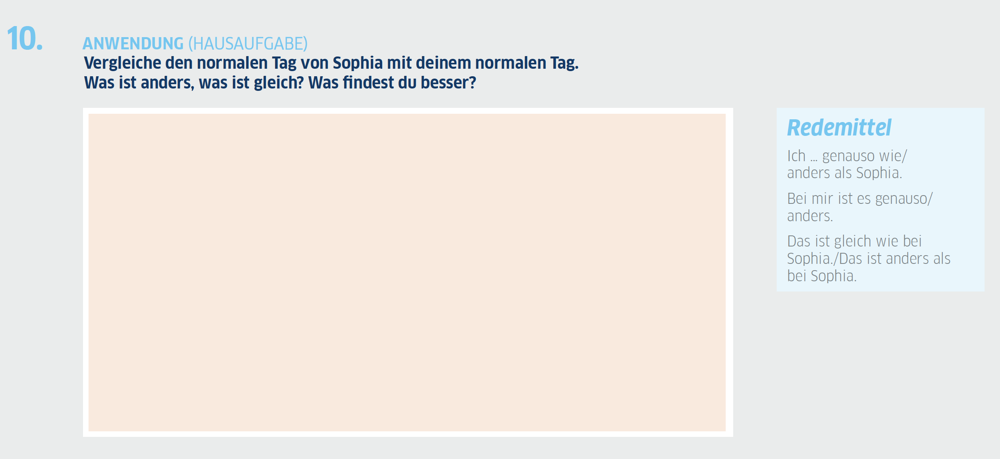 10.
ANWENDUNG (HAUSAUFGABE)
Vergleiche den normalen Tag von Sophia mit deinem normalen Tag.
Was ist anders, was ist gleich? Was findest du besser?
Redemittel
Ich ... genauso wie/
anders als Sophia.
Bei mir ist es genauso/
anders.
Das ist gleich wie bei
Sophia./Das ist anders als
bei Sophia.